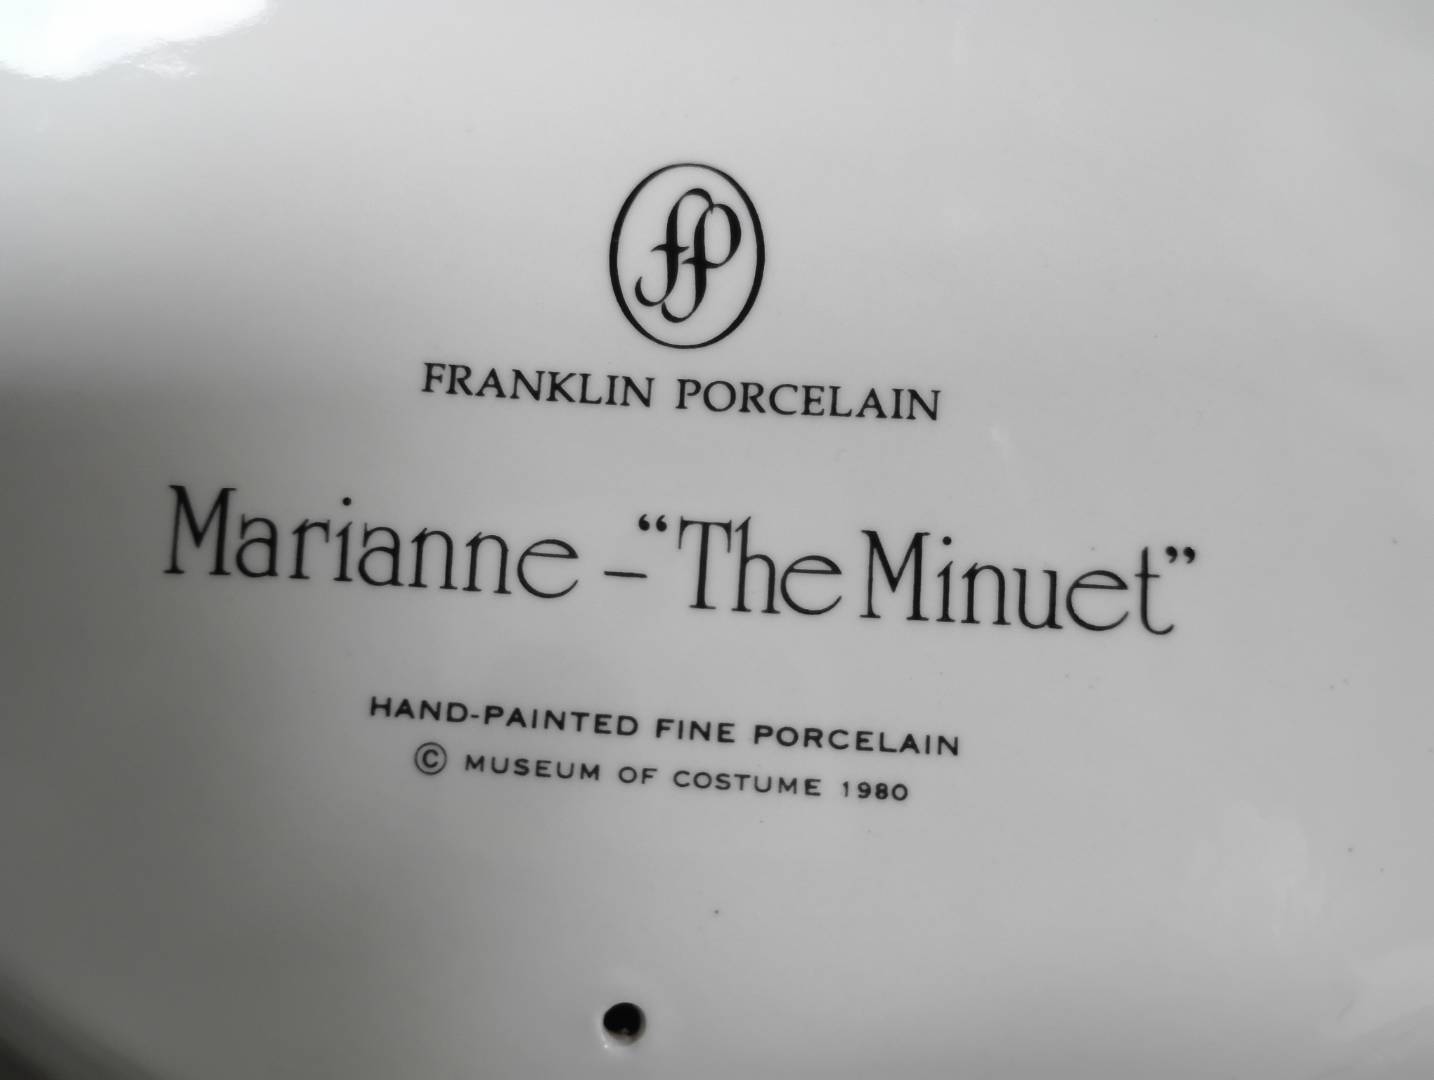 fp
FRANKLIN PORCELAIN
Marianne – “The Minuet”
HAND-PAINTED FINE PORCELAIN
© MUSEUM OF COSTUME 1980